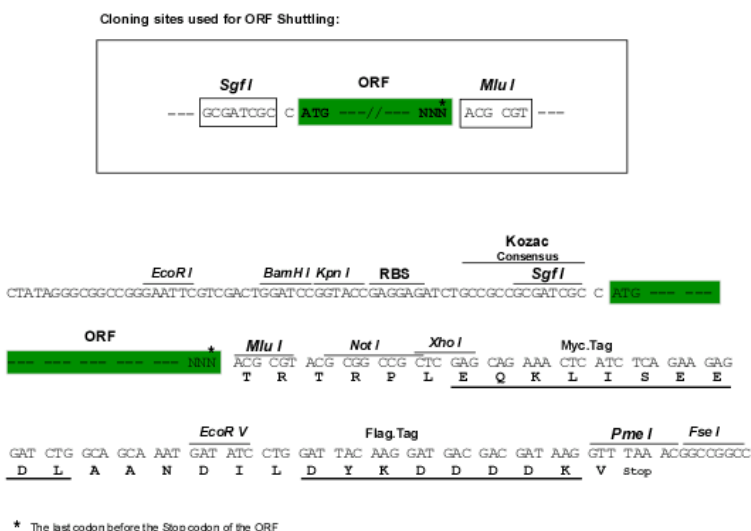 Cloning sites used for ORF Shuttling:
Sgf I ORF Mlu I
--- GCGATCGC C ATG ---//--- NNN* ACG CGT ---
Kozac
Consensus
EcoR I BamH I Kpn I RBS Sgf I
CTATAGGGCGGCCGGGAATTCGTCGACTGGATCCGGTACCGAGGAGATCTGCCGCCGCGATCGC C ATG --- ---
ORF Mlu I Not I Xho I Myc.Tag
--- --- --- --- --- --- NNN* ACG CGT ACG CGG CCG CTC GAG CAG AAA CTC ATC TCA GAA GAG
T R T R P L E Q K L I S E E
EcoR V Flag.Tag Pme I Fse I
GAT CTG GCA GCA AAT GAT ATC CTG GAT TAC AAG GAT GAC GAC GAT AAG GTT TAA ACGGCCGGCC
D L A A N D I L D Y K D D D D K V Stop
* The last codon before the Stop codon of the ORF